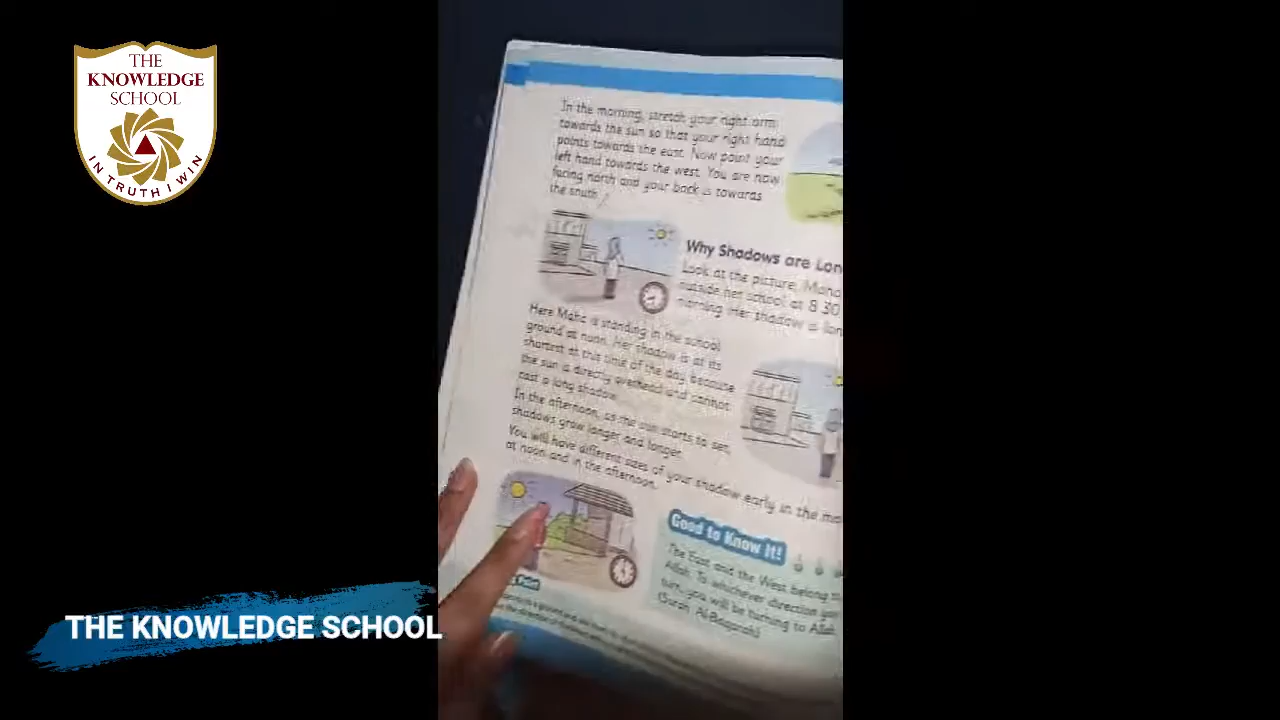 THE
KNOWLEDGE
SCHOOL
IN TRUTH I WIN
In the morning, stretch your right arm
towards the sun so that your right hand
points towards the east. Now point your
left hand towards the west. You are now
facing north and your back is towards
the south.
Why Shadows are Lon
Look at the picture. Maha
outside her school at 8 30
morning Her shadow is lon
Here Maha is standing in the school
ground at noon. Her shadow is at its
shortest at this time of the day because
the sun is directly overhead and cannot
cast a long shadow.
In the afternoon, as the sun starts to set,
shadows grow longer and longer.
You will have different sizes of your shadow early in the mo
at noon and in the afternoon.
Good to Know It!
The East and the West belong t
Allah. To whichever direction you
turn, you will be turning to Allah.
(Surah Al-Baqarah)
Point
THE KNOWLEDGE SCHOOL